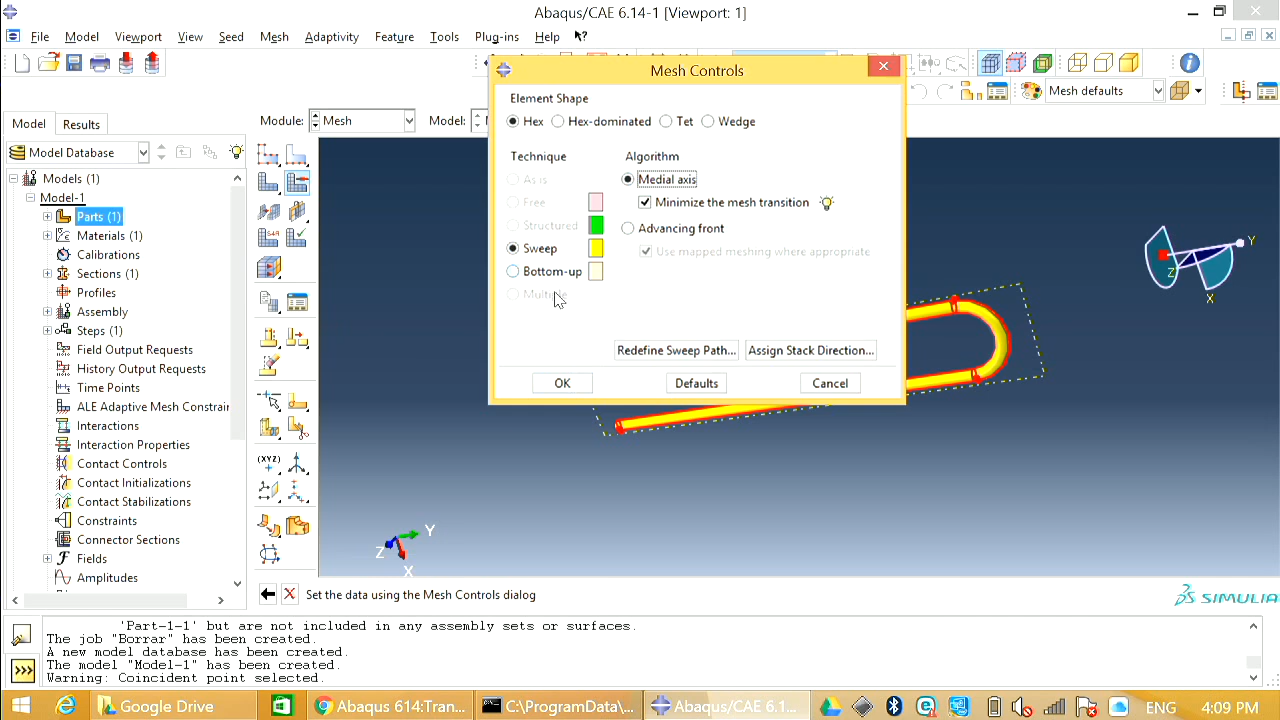 Abaqus/CAE 6.14-1 [Viewport: 1]
File Model Viewport View Seed Mesh Adaptivity Feature Tools Plug-ins Help
Mesh defaults
Model Results
Module: Mesh Model:
Model Database
Models (1)
Model-1
Parts (1)
Materials (1)
Calibrations
Sections (1)
Profiles
Assembly
Steps (1)
Field Output Requests
History Output Requests
Time Points
ALE Adaptive Mesh Constrain
Interactions
Interaction Properties
Contact Controls
Contact Initializations
Contact Stabilizations
Constraints
Connector Sections
Fields
Amplitudes
Mesh Controls
Element Shape
Hex Hex-dominated Tet Wedge
Technique Algorithm
As is Medial axis
Free Minimize the mesh transition
Structured Advancing front
Sweep Use mapped meshing where appropriate
Bottom-up
Multiple
Redefine Sweep Path... Assign Stack Direction...
OK Defaults Cancel
Y
Z
X
Y
Z
X
(XYZ)
Set the data using the Mesh Controls dialog
SIMULIA
'Part-1-1' but are not included in any assembly sets or surfaces.
The job "Borrar" has been created.
A new model database has been created.
The model "Model-1" has been created.
Warning: Coincident point selected.
>>>
Google Drive Abaqus 614:Tran... C:\ProgramData\... Abaqus/CAE 6.1... ENG 4:09 PM